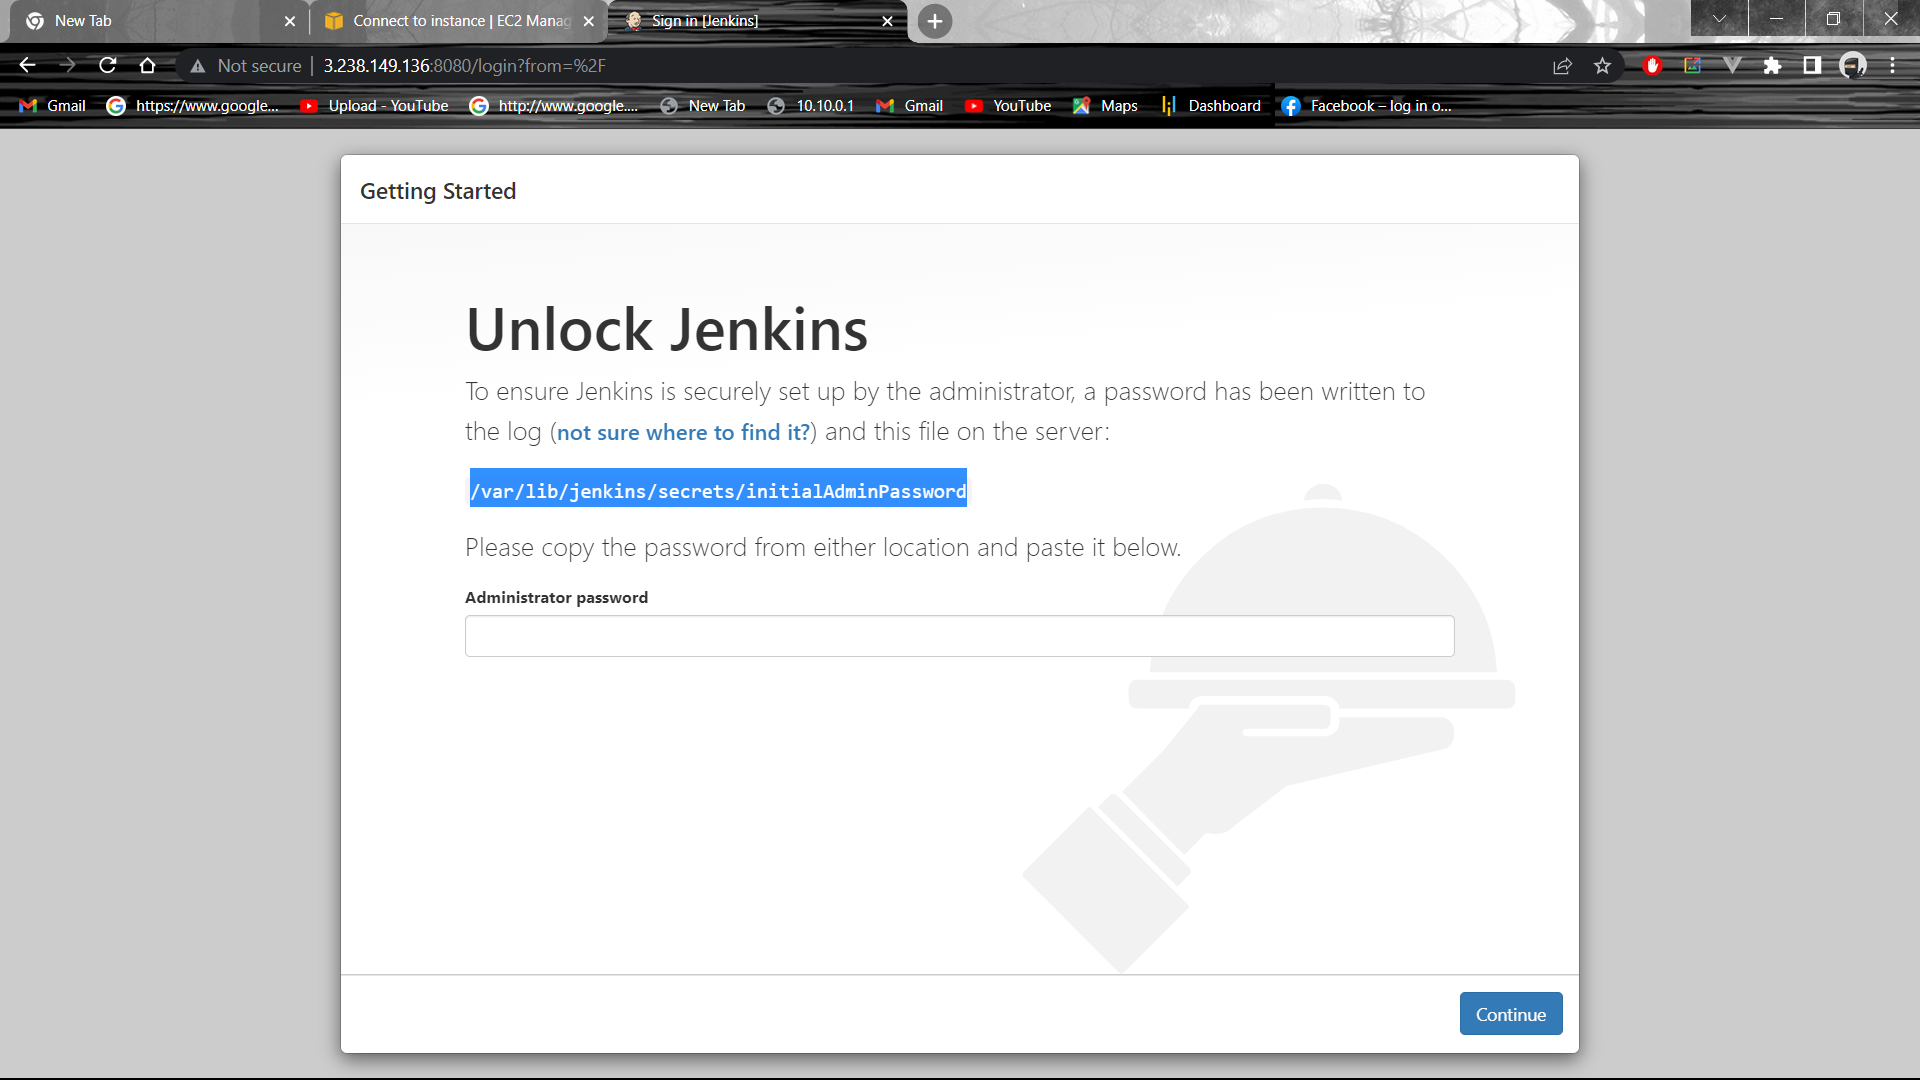 New Tab
Connect to instance | EC2 Manag
Sign in [Jenkins]
Not secure
3.238.149.136:8080/login?from=%2F
Gmail
https://www.google...
Upload - YouTube
http://www.google....
New Tab
10.10.0.1
Gmail
YouTube
Maps
Dashboard
Facebook – log in o...
Getting Started
Unlock Jenkins
To ensure Jenkins is securely set up by the administrator, a password has been written to
the log (not sure where to find it?) and this file on the server:
/var/lib/jenkins/secrets/initialAdminPassword
Please copy the password from either location and paste it below.
Administrator password
Continue